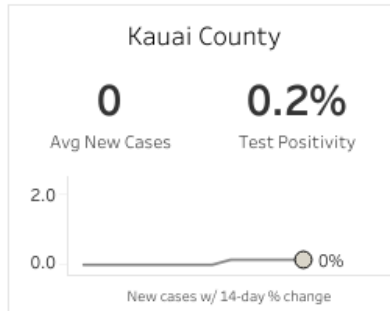 Kauai County
0 0.2%
Avg New Cases Test Positivity
2.0
0.0 0%
New cases w/ 14-day % change